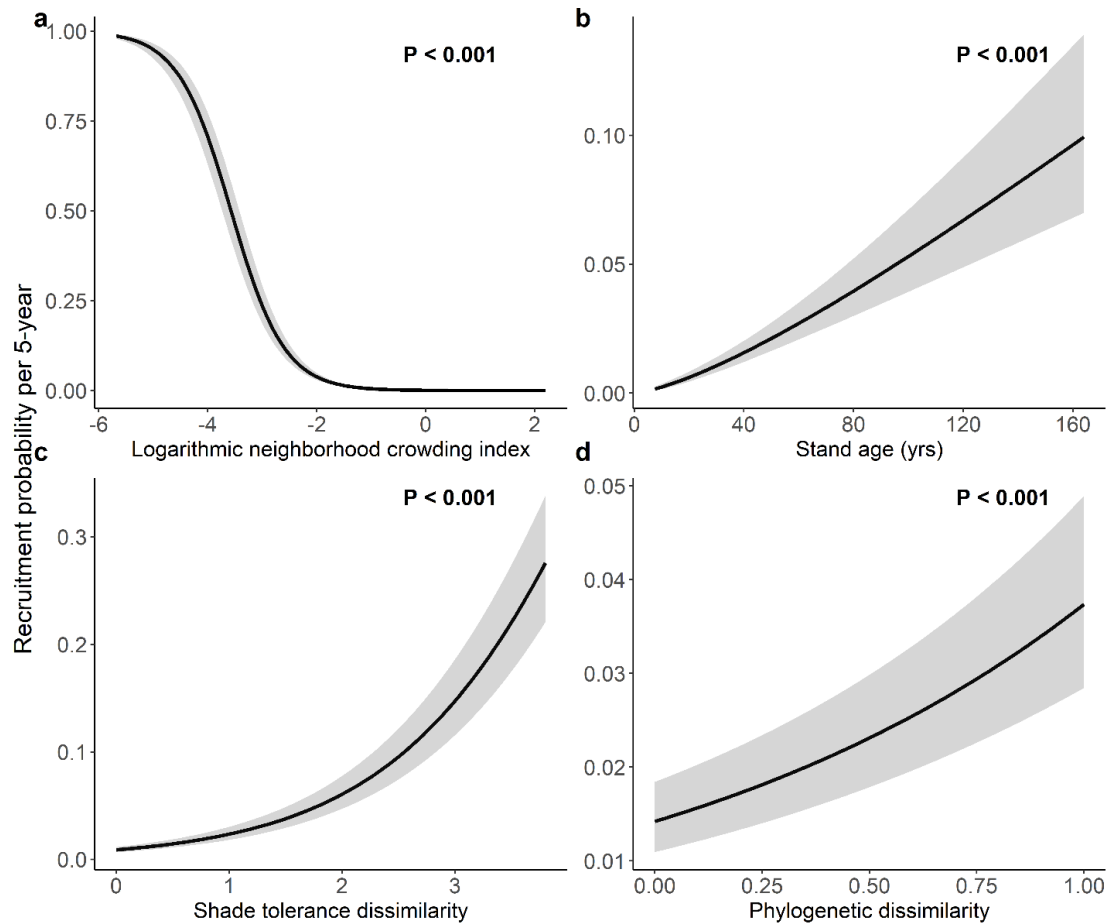 a
P < 0.001
1.00
0.75
0.50
0.25
0.00
-6 -4 -2 0 2
Logarithmic neighborhood crowding index
b
P < 0.001
0.10
0.05
0.00
0 40 80 120 160
Stand age (yrs)
Recruitment probability per 5-year
c
P < 0.001
0.3
0.2
0.1
0.0
0 1 2 3
Shade tolerance dissimilarity
d
P < 0.001
0.05
0.04
0.03
0.02
0.01
0.00 0.25 0.50 0.75 1.00
Phylogenetic dissimilarity